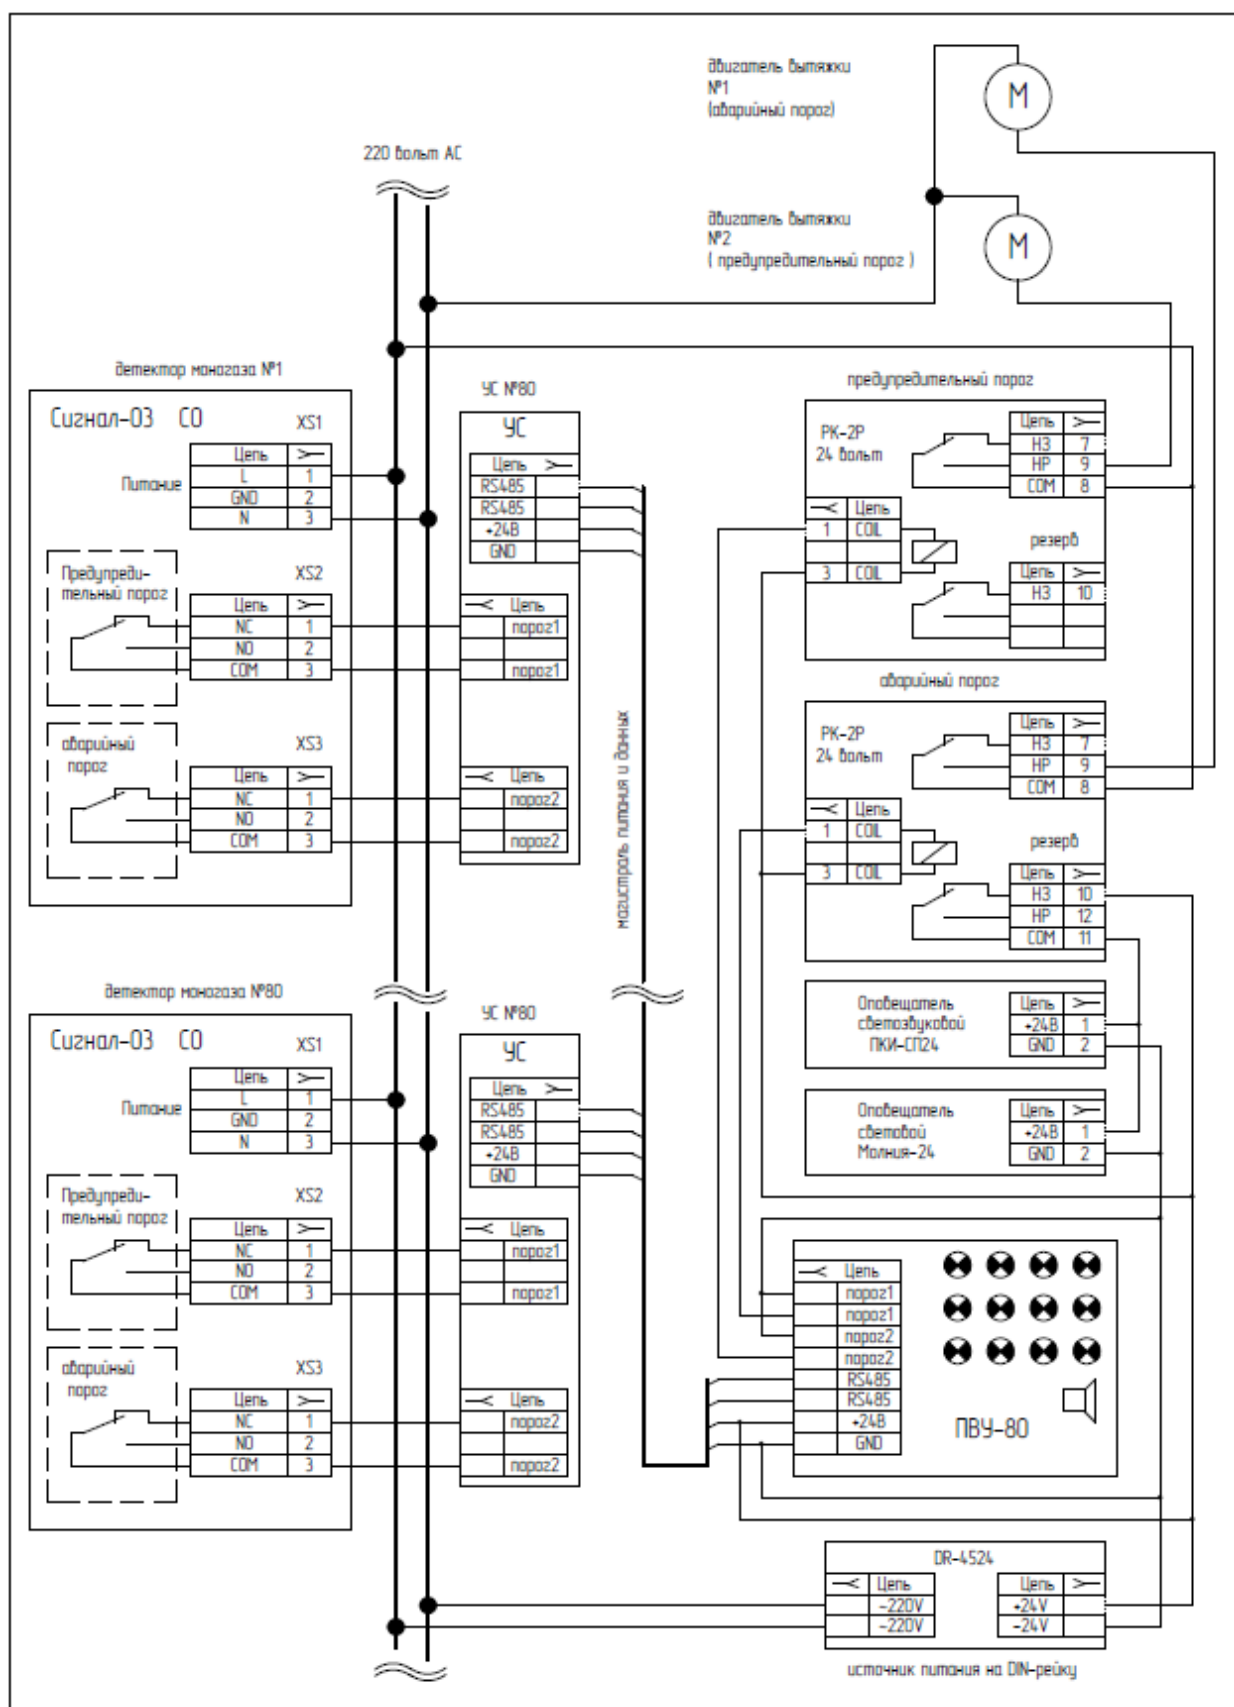 двигатель вытяжки
№1
(аварийный порог)
М
220 вольт АС
двигатель вытяжки
№2
( предупредительный порог )
М
детектор моногаза №1
Сигнал-03 СО
XS1
Цепь
Питание
L 1
GND 2
N 3
Предупреди-
тельный порог
XS2
Цепь
NC 1
NO 2
COM 3
аварийный
порог
XS3
Цепь
NC 1
NO 2
COM 3
УС №80
УС
Цепь
RS485
RS485
+24В
GND
Цепь
порог1
порог1
Цепь
порог2
порог2
магистраль питания и данных
предупредительный порог
РК-2Р
24 вольт
Цепь
НЗ 7
НР 9
СОМ 8
Цепь
1 COIL
3 COIL
резерв
Цепь
НЗ 10
аварийный порог
РК-2Р
24 вольт
Цепь
НЗ 7
НР 9
СОМ 8
Цепь
1 COIL
3 COIL
резерв
Цепь
НЗ 10
НР 12
СОМ 11
Оповещатель
светозвуковой
ПКИ-СП24
Цепь
+24В 1
GND 2
Оповещатель
световой
Молния-24
Цепь
+24В 1
GND 2
детектор моногаза №80
Сигнал-03 СО
XS1
Цепь
Питание
L 1
GND 2
N 3
Предупреди-
тельный порог
XS2
Цепь
NC 1
NO 2
COM 3
аварийный
порог
XS3
Цепь
NC 1
NO 2
COM 3
УС №80
УС
Цепь
RS485
RS485
+24В
GND
Цепь
порог1
порог1
Цепь
порог2
порог2
Цепь
порог1
порог1
порог2
порог2
RS485
RS485
+24В
GND
ПВУ-80
DR-4524
Цепь
~220V
~220V
Цепь
+24V
-24V
источник питания на DIN-рейку